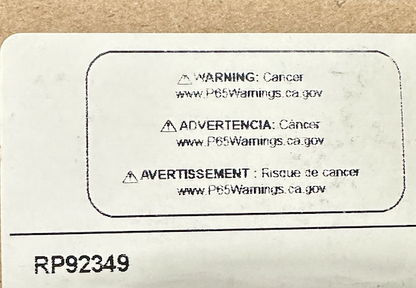 ⚠ WARNING: Cancer
www.P65Warnings.ca.gov
⚠ ADVERTENCIA: Cáncer
www.P65Warnings.ca.gov
⚠ AVERTISSEMENT : Risque de cancer
www.P65Warnings.ca.gov
RP92349